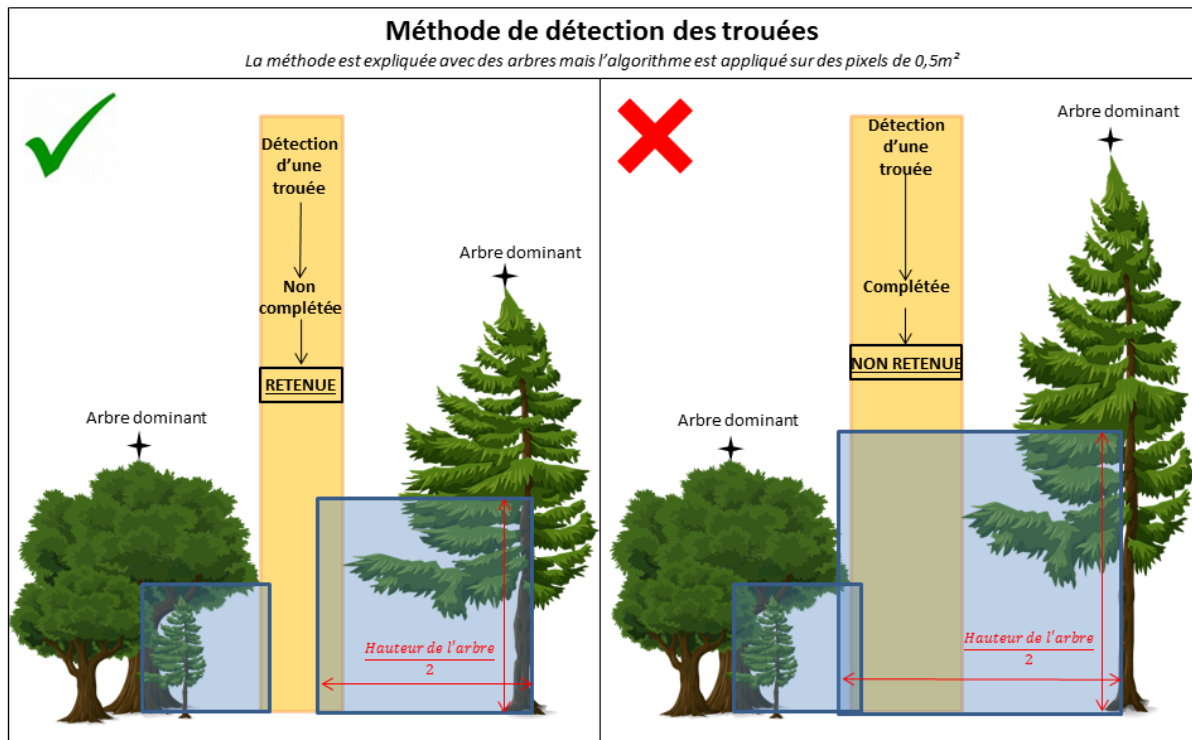 Méthode de détection des trouées
La méthode est expliquée avec des arbres mais l'algorithme est appliqué sur des pixels de 0,5m²
Détection
d'une
trouée
Non
complétée
RETENUE
Arbre dominant
Arbre dominant
Hauteur de l'arbre
2
Détection
d'une
trouée
Complétée
NON RETENUE
Arbre dominant
Arbre dominant
Hauteur de l'arbre
2